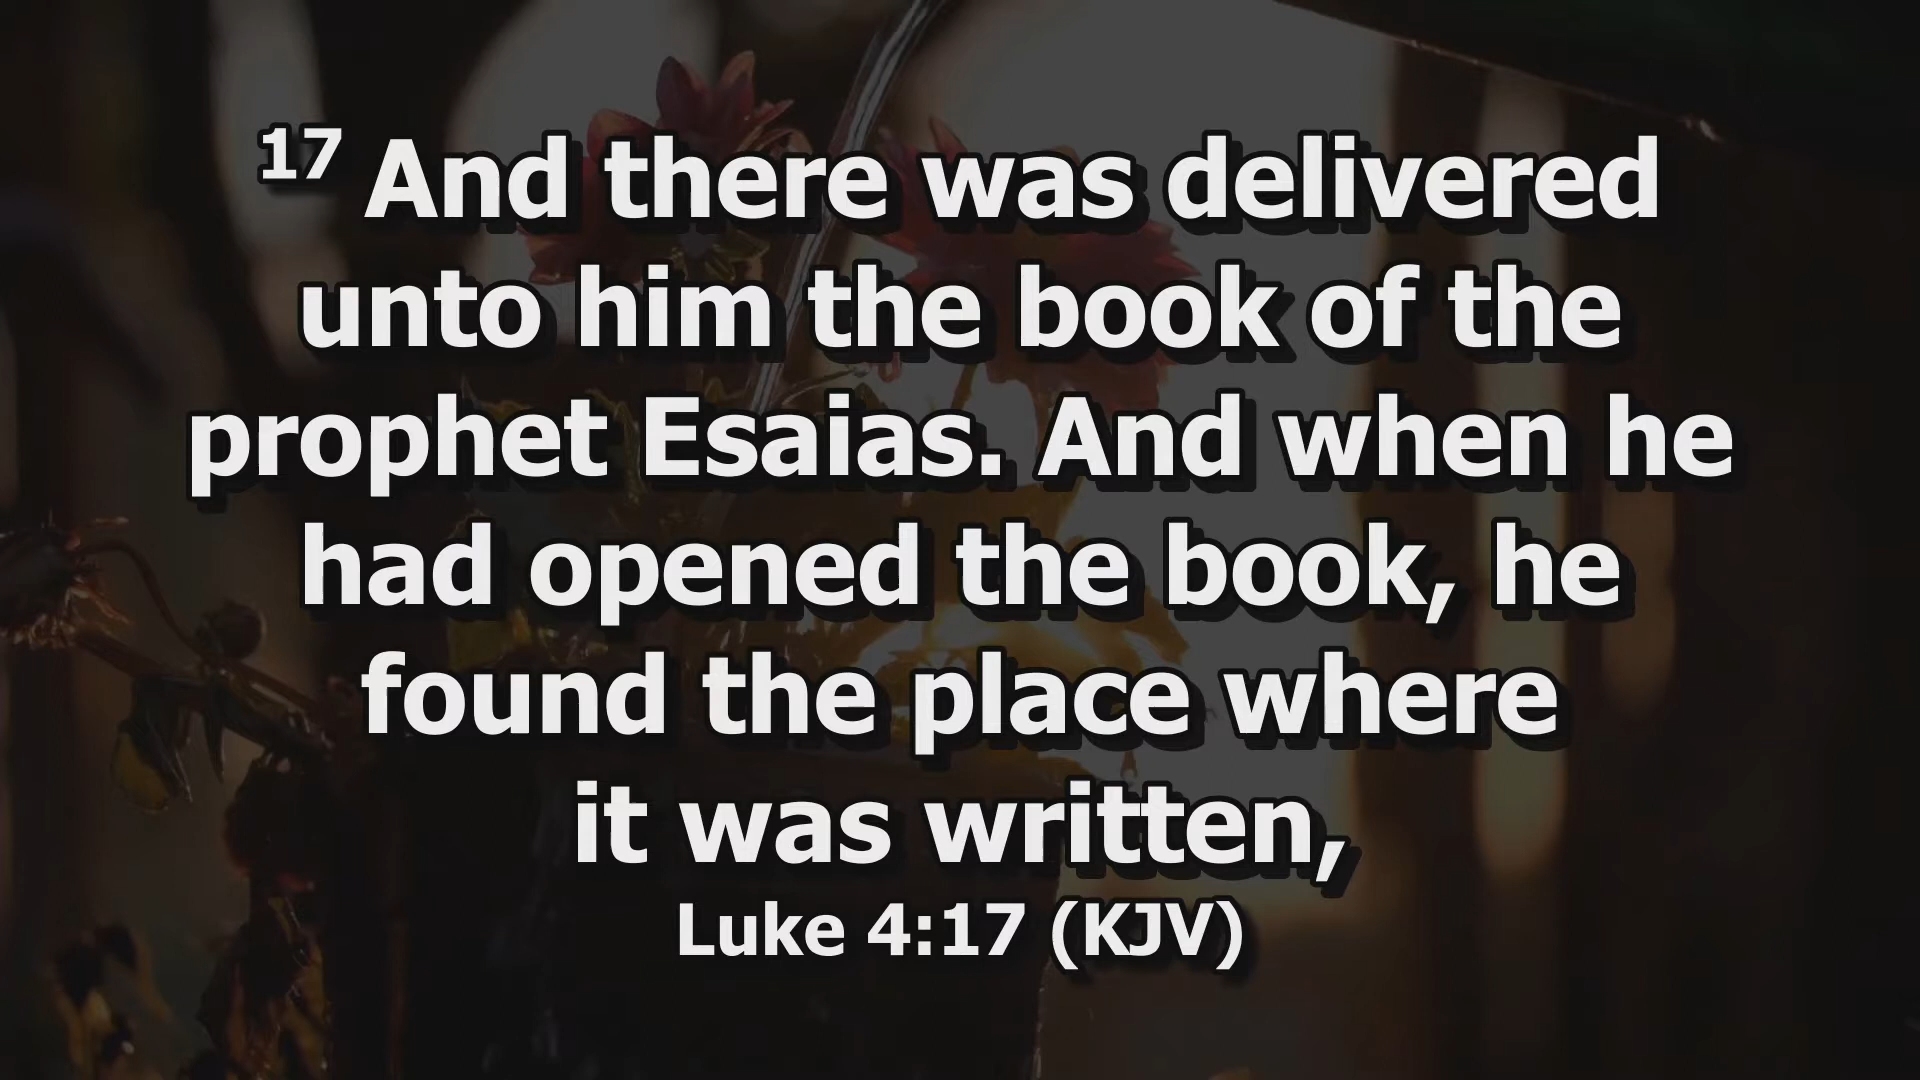 17 And there was delivered
unto him the book of the
prophet Esaias. And when he
had opened the book, he
found the place where
it was written,
Luke 4:17 (KJV)